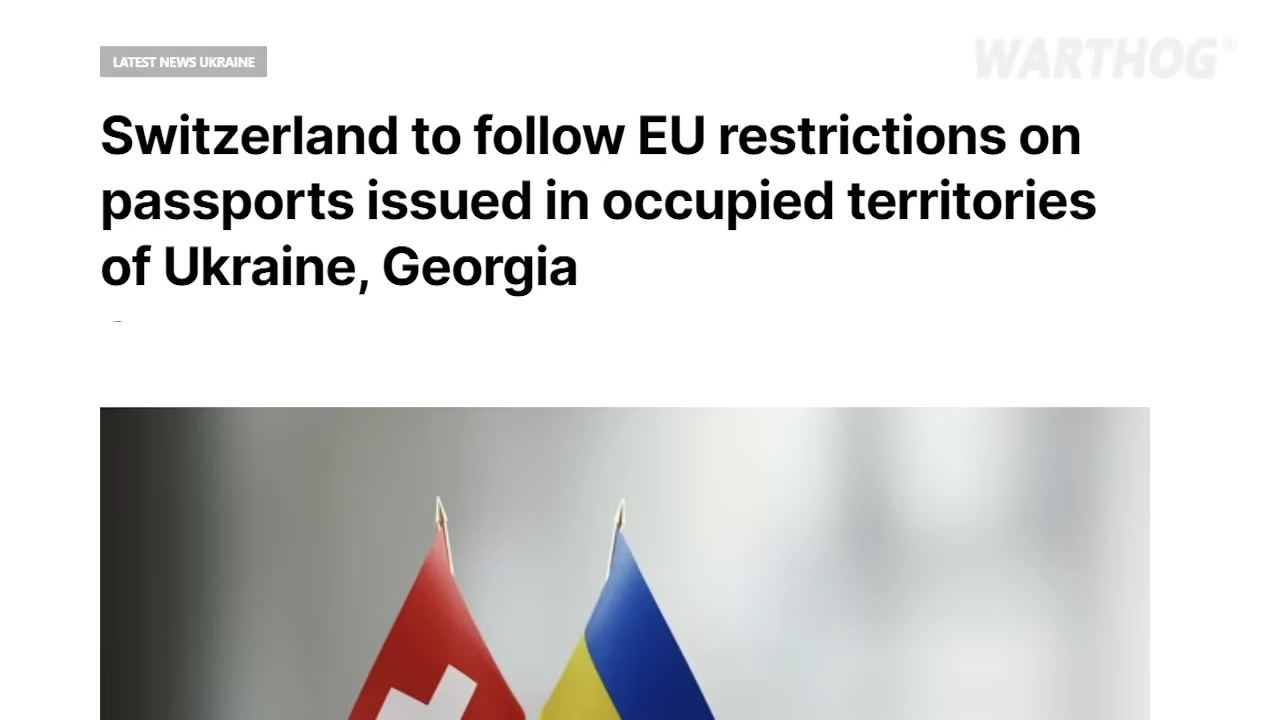 LATEST NEWS UKRAINE
WARTHOG®
Switzerland to follow EU restrictions on
passports issued in occupied territories
of Ukraine, Georgia